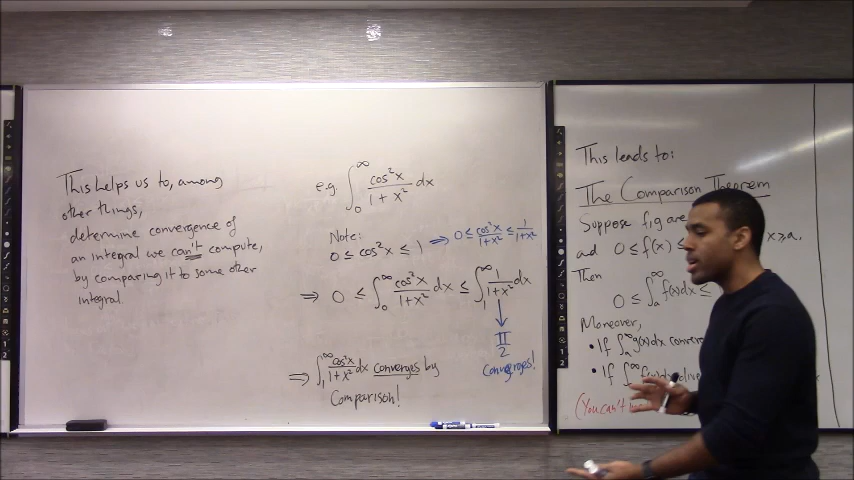 This helps us to, among
other things,
determine convergence of
an integral we can't compute,
by comparing it to some other
integral.
e.g. ∫₀^∞ cos²x / (1 + x²) dx
Note:
0 ≤ cos²x ≤ 1 ⇒ 0 ≤ cos²x / (1+x²) ≤ 1 / (1+x²)
⇒ 0 ≤ ∫₀^∞ cos²x / (1+x²) dx ≤ ∫₁^∞ 1 / (1+x²) dx
↓
π / 2
Converges!
⇒ ∫₁^∞ cos²x / (1+x²) dx converges by
Comparison!
This leads to:
The Comparison Theorem
Suppose f, g are
and 0 ≤ f(x) ≤ x ≥ a.
Then
0 ≤ ∫ₐ^∞ f(x)dx ≤
Moreover,
• If ∫ₐ^∞ g(x)dx
• If ∫ₐ^∞ f(x)dx
(You can't